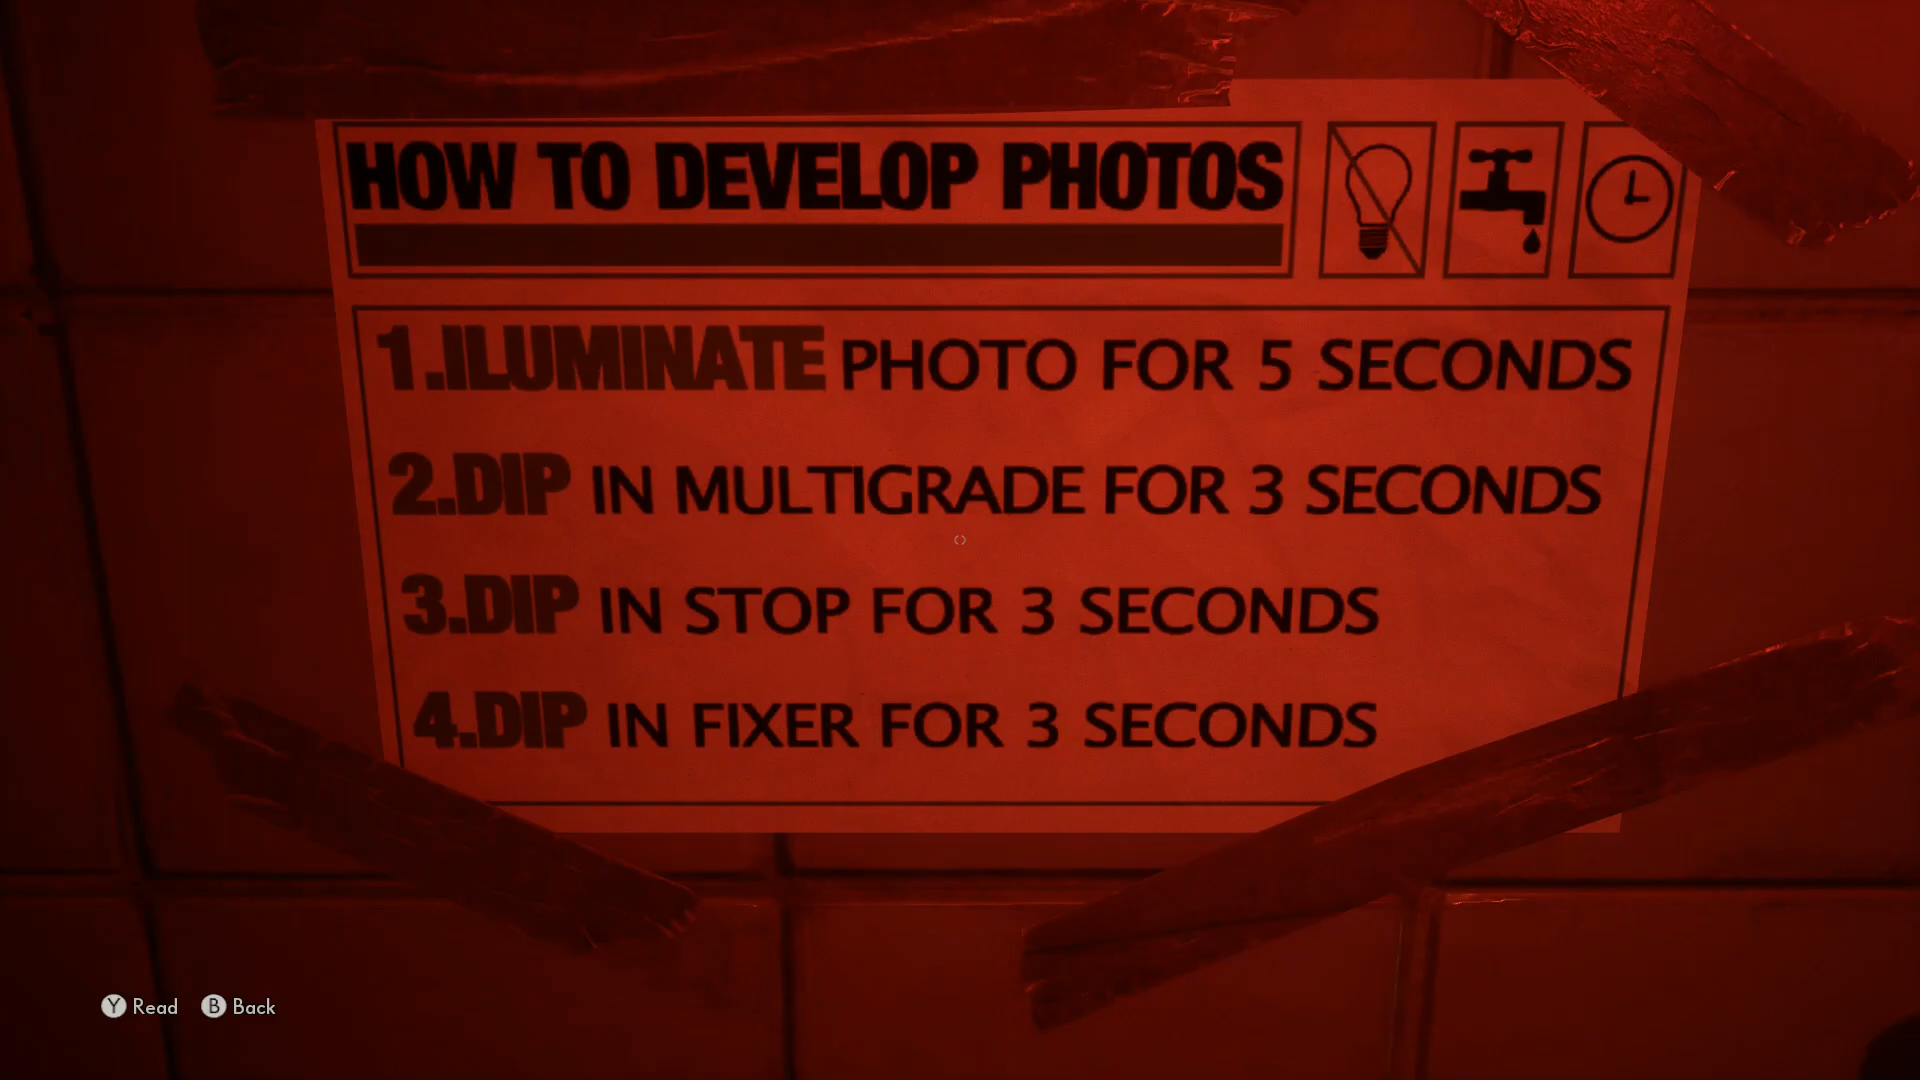 HOW TO DEVELOP PHOTOS
1.ILUMINATE PHOTO FOR 5 SECONDS
2.DIP IN MULTIGRADE FOR 3 SECONDS
3.DIP IN STOP FOR 3 SECONDS
4.DIP IN FIXER FOR 3 SECONDS
Y Read B Back